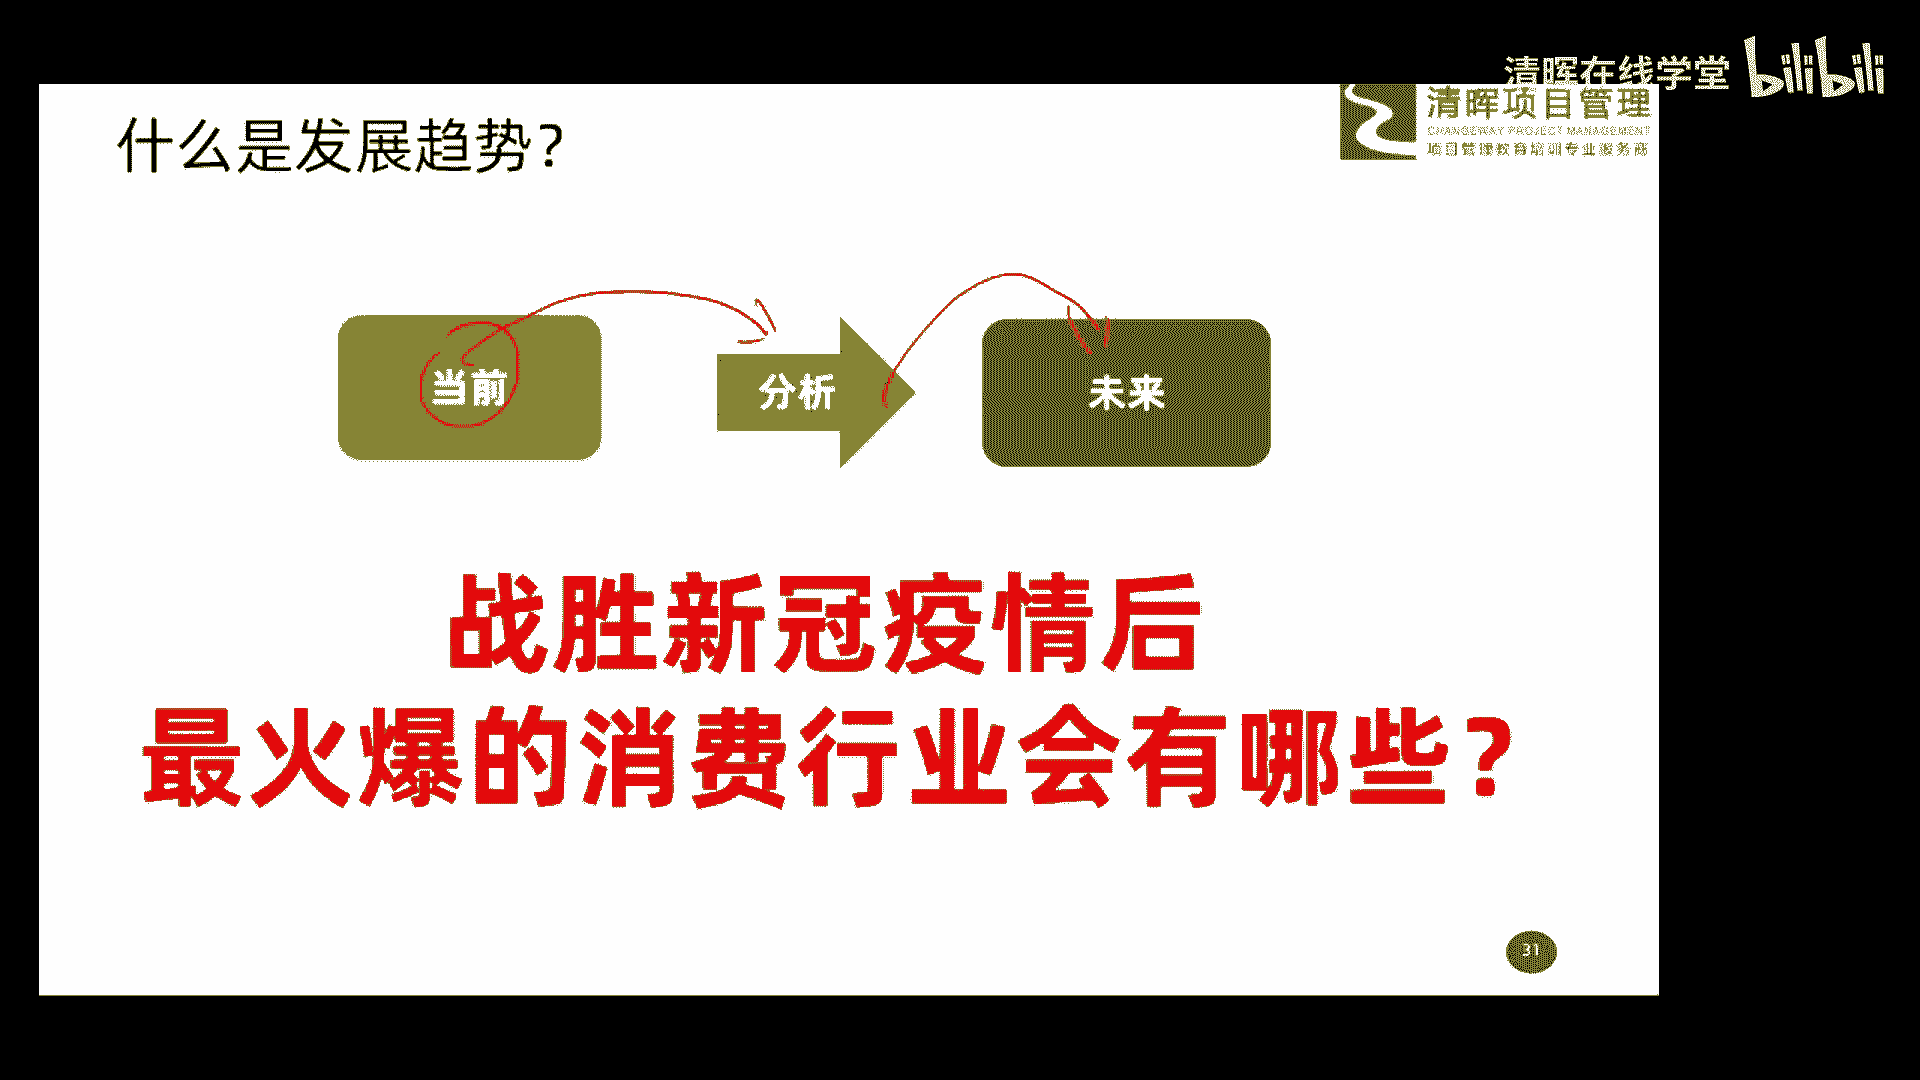 清晖在线学堂 bilibili
什么是发展趋势?
清晖项目管理
CHANGEWAY PROJECT MANAGEMENT
项目管理教育培训专业服务商
当前 分析 未来
战胜新冠疫情后
最火爆的消费行业会有哪些?
31